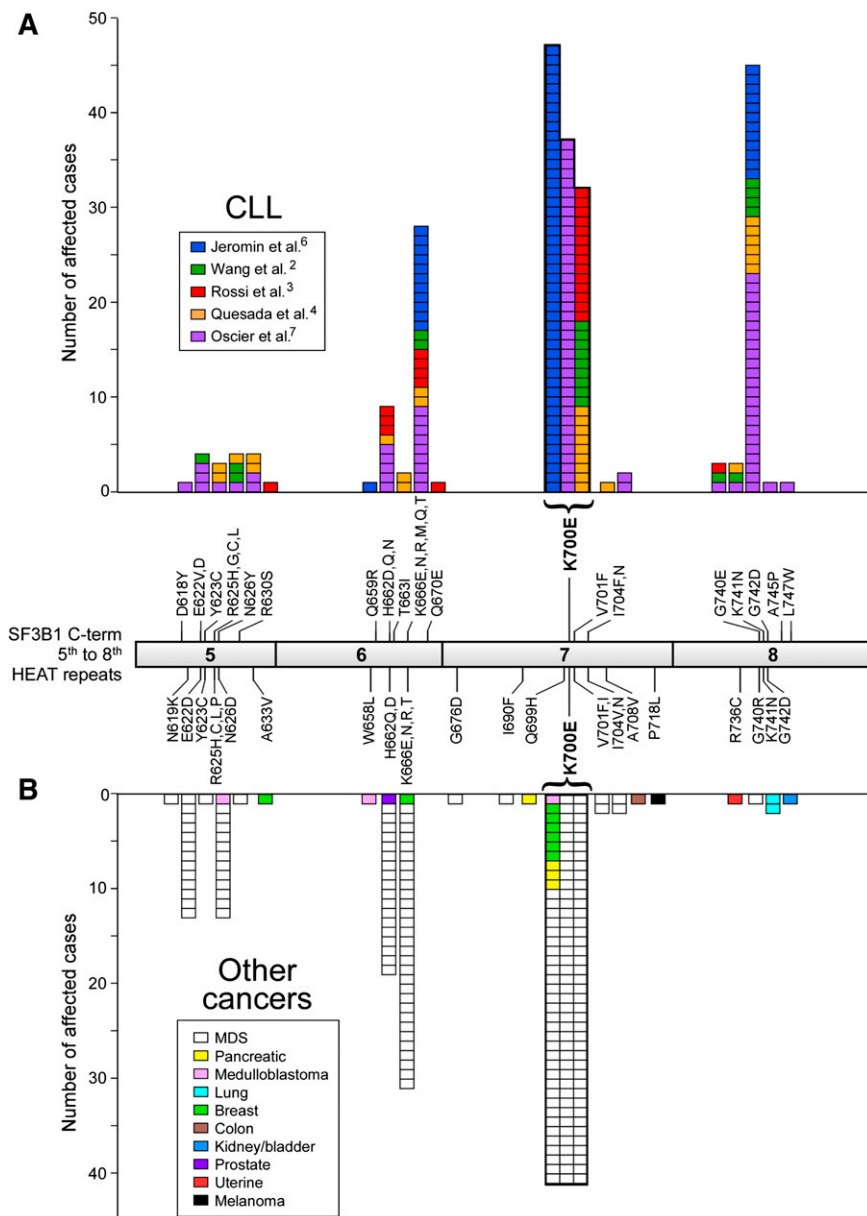 A
50
40
30
20
10
0
Number of affected cases
CLL
Jeromin et al.6
Wang et al.2
Rossi et al.3
Quesada et al.4
Oscier et al.7
D618Y
E622V,D
Y623C
R625H,G,C,L
N626Y
R630S
Q659R
H662D,Q,N
T663I
K666E,N,R,M,Q,T
Q670E
K700E
V701F
I704F,N
G740E
K741N
G742D
A745P
L747W
SF3B1 C-term
5th to 8th
HEAT repeats
5
6
7
8
N619K
E622D
Y623C
R625H,C,L,P
N626D
A633V
W658L
H662Q,D
K666E,N,R,T
G676D
I690F
Q699H
K700E
V701F,I
I704V,N
A708V
P718L
R736C
G740R
K741N
G742D
B
0
10
20
30
40
Number of affected cases
Other
cancers
MDS
Pancreatic
Medulloblastoma
Lung
Breast
Colon
Kidney/bladder
Prostate
Uterine
Melanoma